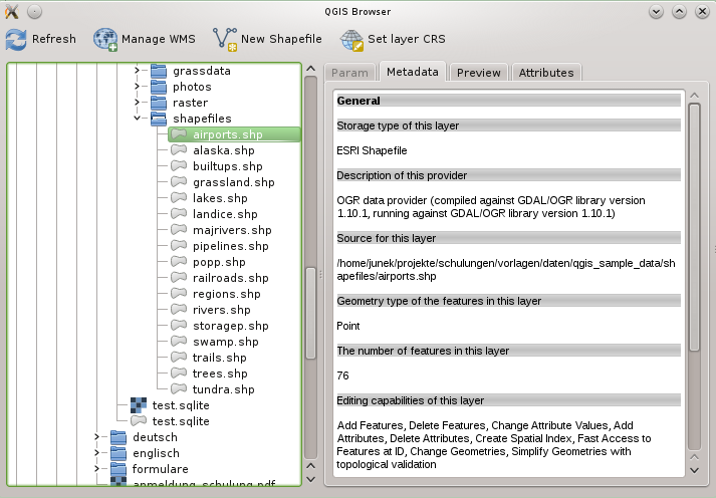 QGIS Browser
Refresh Manage WMS New Shapefile Set layer CRS
grassdata
photos
raster
shapefiles
airports.shp
alaska.shp
builtups.shp
grassland.shp
lakes.shp
landice.shp
majrivers.shp
pipelines.shp
popp.shp
railroads.shp
regions.shp
rivers.shp
storagep.shp
swamp.shp
trails.shp
trees.shp
tundra.shp
test.sqlite
test.sqlite
deutsch
englisch
formulare
anmeldung_schulung.pdf
Param Metadata Preview Attributes
General
Storage type of this layer
ESRI Shapefile
Description of this provider
OGR data provider (compiled against GDAL/OGR library version
1.10.1, running against GDAL/OGR library version 1.10.1)
Source for this layer
/home/junek/projekte/schulungen/vorlagen/daten/qgis_sample_data/sh
apefiles/airports.shp
Geometry type of the features in this layer
Point
The number of features in this layer
76
Editing capabilities of this layer
Add Features, Delete Features, Change Attribute Values, Add
Attributes, Delete Attributes, Create Spatial Index, Fast Access to
Features at ID, Change Geometries, Simplify Geometries with
topological validation